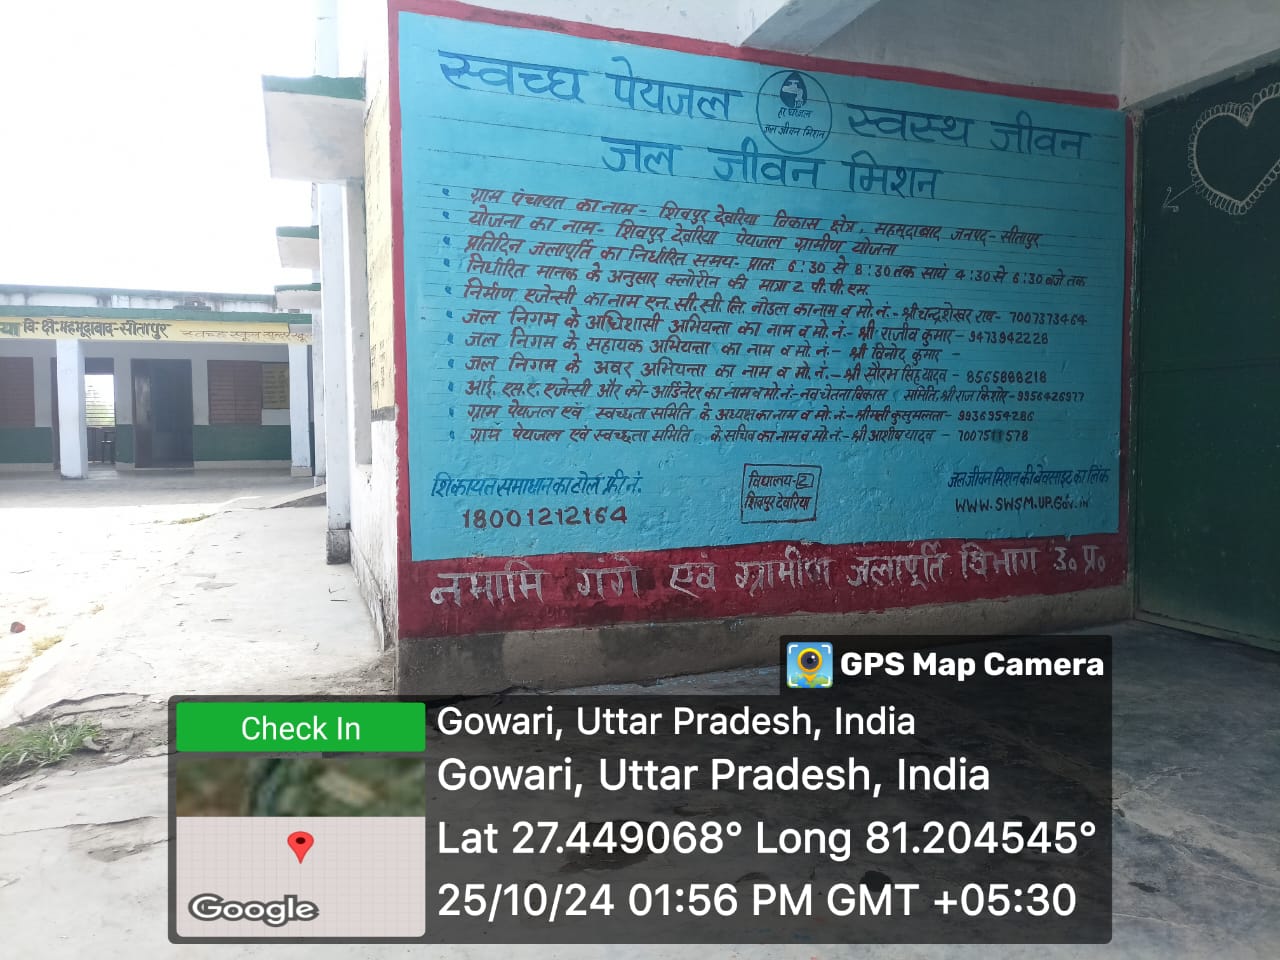 स्वच्छ पेयजल स्वस्थ जीवन
हर घर जल
जल जीवन मिशन
जल जीवन मिशन
• ग्राम पंचायत का नाम - शिवपुर देवरिया विकास क्षेत्र, महमूदाबाद जनपद - सीतापुर
• योजना का नाम - शिवपुर देवरिया पेयजल ग्रामीण योजना
• प्रतिदिन जलापूर्ति का निर्धारित समय - प्रातः 6:30 से 8:30 तक सायं 4:30 से 6:30 बजे तक
• निर्धारित मानक के अनुसार क्लोरीन की मात्रा 2 पी.पी.एम.
• निर्माण एजेन्सी का नाम एन.सी.सी.लि. नोडल का नाम व मो.नं.- श्री चन्द्रशेखर राव - 7007373464
• जल निगम के अधिशासी अभियन्ता का नाम व मो.नं.- श्री राजीव कुमार - 9473942228
• जल निगम के सहायक अभियन्ता का नाम व मो.नं.- श्री विनोद कुमार -
• जल निगम के अवर अभियन्ता का नाम व मो.नं.- श्री सौरभ सिंह यादव - 8565888218
• आई.एस.ए. एजेन्सी और को-आर्डिनेटर का नाम व मो.नं- नव चेतना विकास समिति, श्री राज किशोर - 9956426977
• ग्राम पेयजल एवं स्वच्छता समिति के अध्यक्ष का नाम व मो.नं- श्रीमती कुसुमलता - 9936954286
• ग्राम पेयजल एवं स्वच्छता समिति के सचिव का नाम व मो.नं- श्री आशीष यादव - 7007511578
शिकायत समाधान का टोल फ्री नं.
18001212164
विद्यालय-2
शिवपुर देवरिया
जल जीवन मिशन की वेबसाइट का लिंक
WWW.SWSM.UP.Gov.in
नमामि गंगे एवं ग्रामीण जलापूर्ति विभाग उ० प्र०
या वि० क्षे०-महमूदाबाद-सीतापुर
GPS Map Camera
Check In
Gowari, Uttar Pradesh, India
Gowari, Uttar Pradesh, India
Lat 27.449068° Long 81.204545°
25/10/24 01:56 PM GMT +05:30
Google